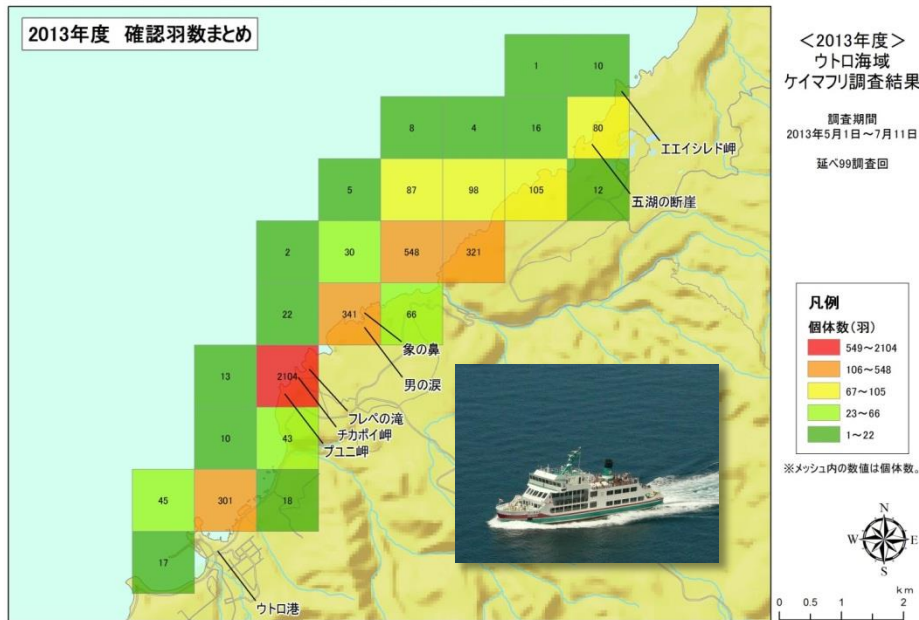 2013年度 確認羽数まとめ
<2013年度>
ウトロ海域
ケイマフリ調査結果
調査期間
2013年5月1日～7月11日
延べ99調査回
1 10
8 4 16 80
エエイシレド岬
5 87 98 105 12
五湖の断崖
2 30 548 321
22 341 66
象の鼻
男の涙
13 2104
フレペの滝
チカポイ岬
プユニ岬
10 43
45 301 18
17
ウトロ港
凡例
個体数(羽)
549～2104
106～548
67～105
23～66
1～22
※メッシュ内の数値は個体数。
N
W E
S
km
0 0.5 1 2